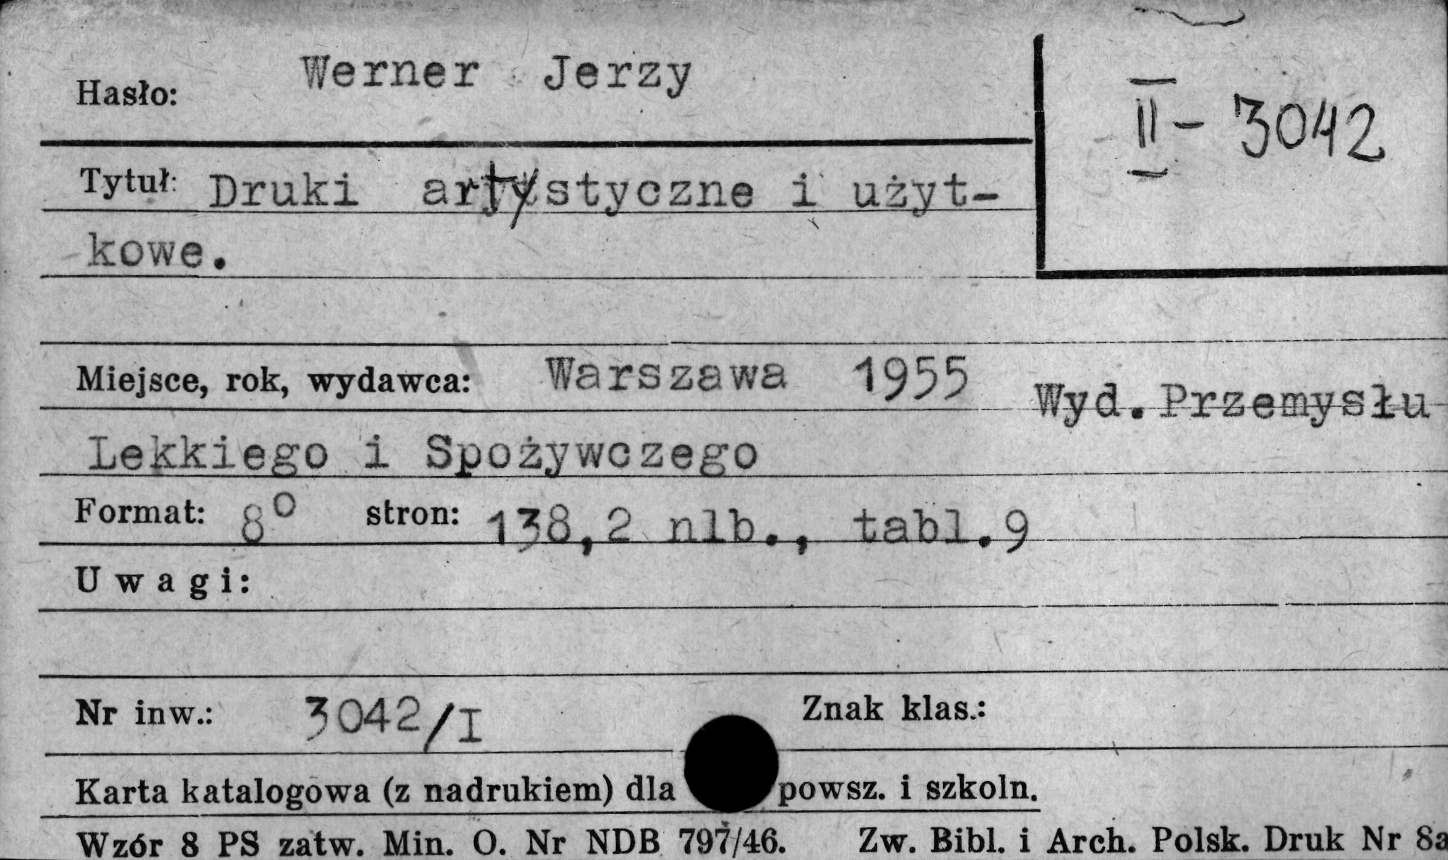 Hasło: Werner Jerzy
II - 3042
Tytuł: Druki artystyczne i użyt-
kowe.
Miejsce, rok, wydawca: Warszawa 1955 Wyd. Przemysłu
Lekkiego i Spożywczego
Format: 8° stron: 138,2 nlb., tabl.9
Uwagi:
Nr inw.: 3042/I Znak klas.:
Karta katalogowa (z nadrukiem) dla powsz. i szkoln.
Wzór 8 PS zatw. Min. O. Nr NDB 797/46. Zw. Bibl. i Arch. Polsk. Druk Nr 8a